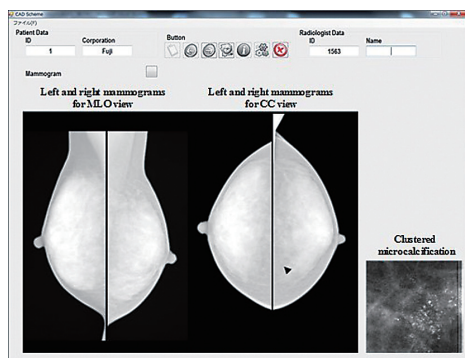 CAD Scheme
ファイル(F)
Patient Data
ID
Corporation
1
Fuji
Button
Radiologist Data
ID
Name
1563
Mammogram
Left and right mammograms
for MLO view
Left and right mammograms
for CC view
Clustered
microcalcification